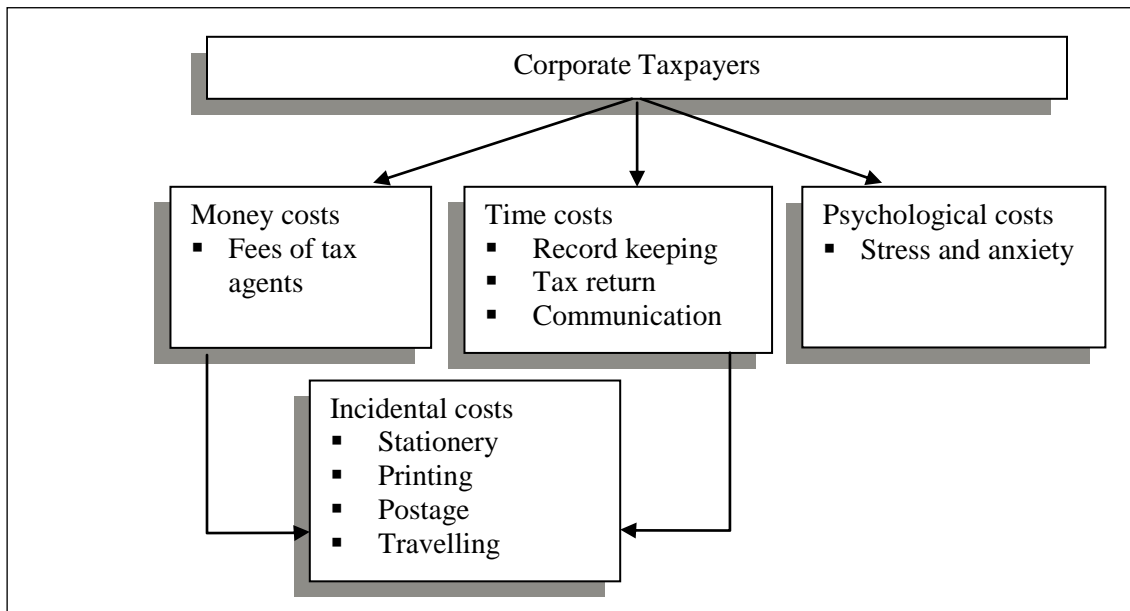 Corporate Taxpayers
Money costs
▪ Fees of tax
agents
Time costs
▪ Record keeping
▪ Tax return
▪ Communication
Psychological costs
▪ Stress and anxiety
Incidental costs
▪ Stationery
▪ Printing
▪ Postage
▪ Travelling